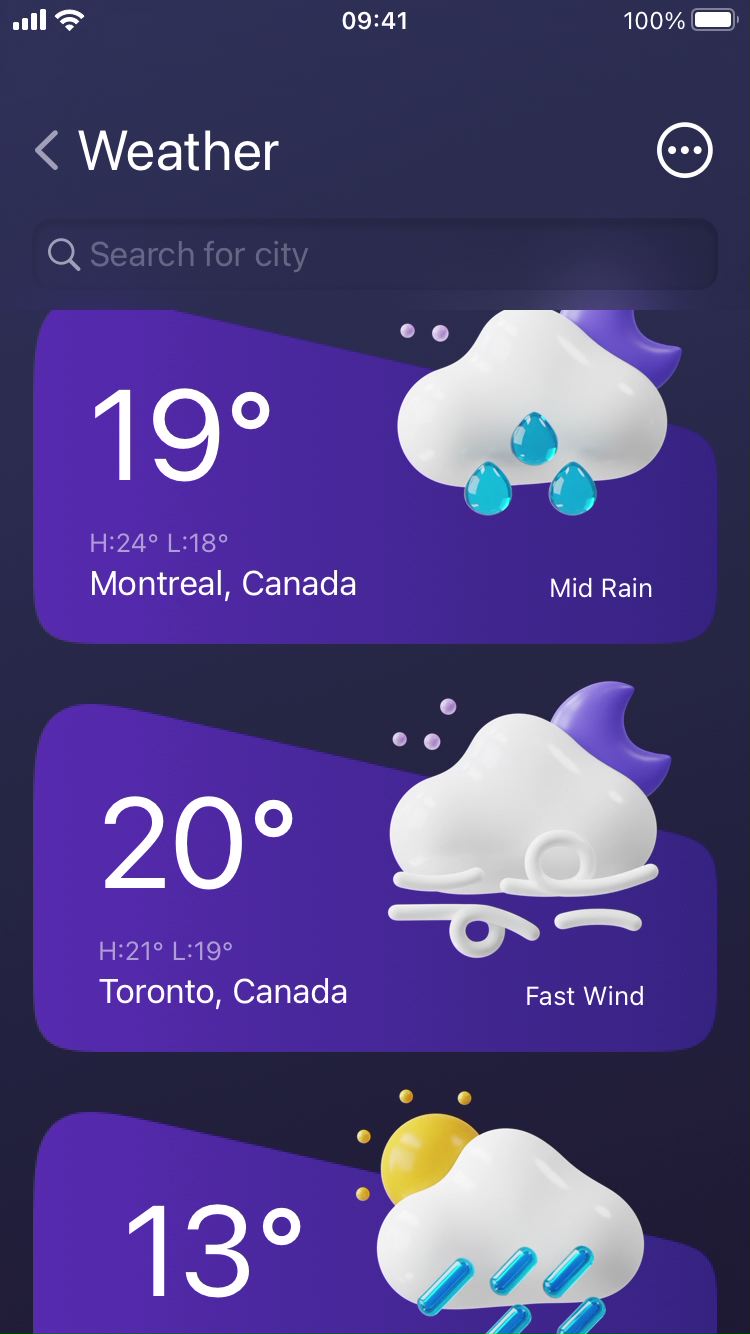 09:41
100%
Weather
Search for city
19°
H:24° L:18°
Montreal, Canada
Mid Rain
20°
H:21° L:19°
Toronto, Canada
Fast Wind
13°